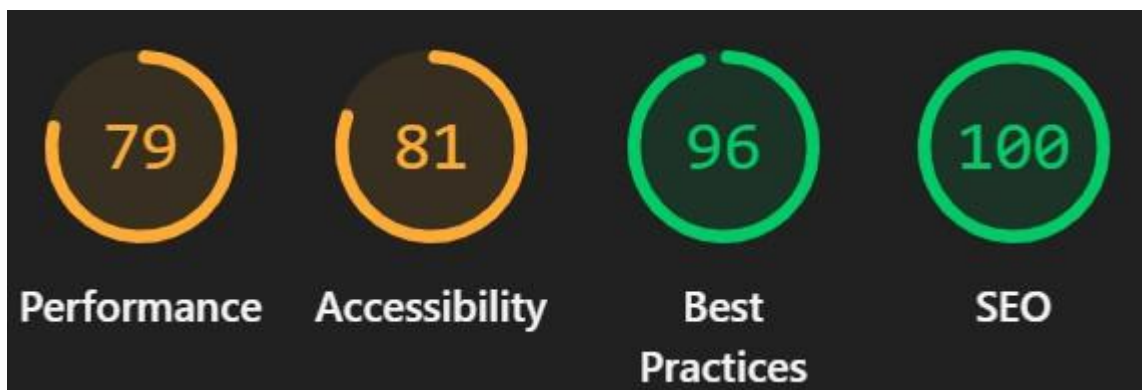 79
81
96
100
Performance
Accessibility
Best
Practices
SEO